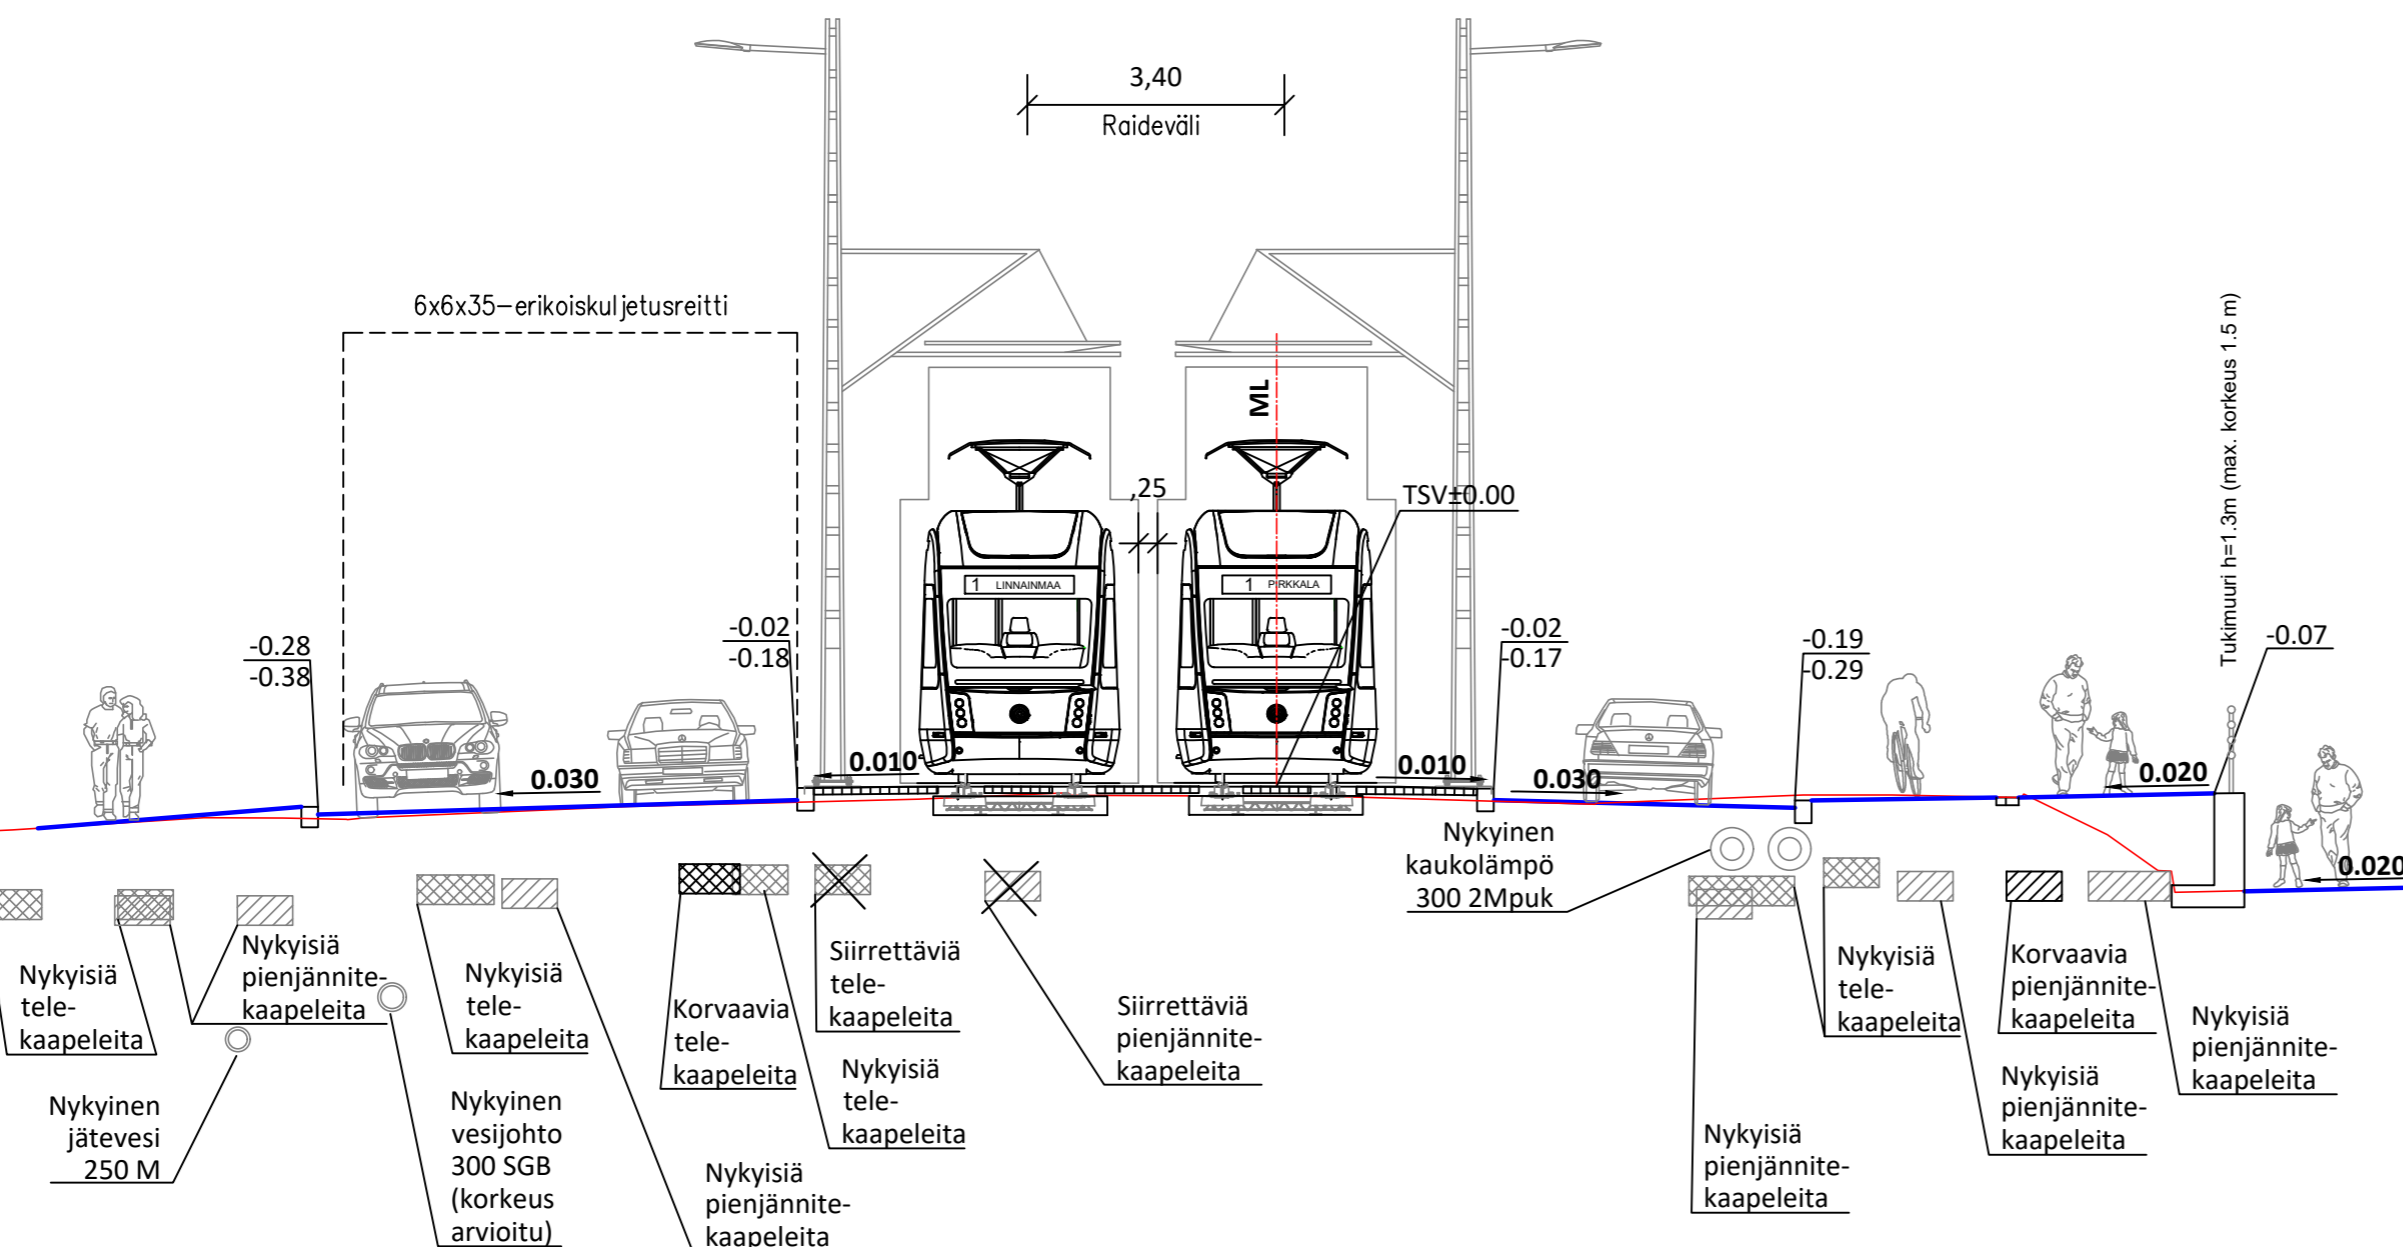 3,40
Raideväli
6x6x35-erikoiskuljetusreitti
ML
,25
TSV±0.00
Tukimuuri h=1.3m (max. korkeus 1.5 m)
1 LINNAINMAA
1 PIRKKALA
-0.28
-0.38
-0.02
-0.18
-0.02
-0.17
-0.19
-0.29
-0.07
0.030
0.010
0.010
0.030
0.020
0.020
Nykyinen
kaukolämpö
300 2Mpuk
Nykyisiä
tele-
kaapeleita
Nykyisiä
pienjännite-
kaapeleita
Nykyinen
jätevesi
250 M
Nykyisiä
tele-
kaapeleita
Nykyinen
vesijohto
300 SGB
(korkeus
arvioitu)
Nykyisiä
pienjännite-
kaapeleita
Korvaavia
tele-
kaapeleita
Siirrettäviä
tele-
kaapeleita
Nykyisiä
tele-
kaapeleita
Siirrettäviä
pienjännite-
kaapeleita
Nykyisiä
pienjännite-
kaapeleita
Nykyisiä
tele-
kaapeleita
Nykyisiä
pienjännite-
kaapeleita
Korvaavia
pienjännite-
kaapeleita
Nykyisiä
pienjännite-
kaapeleita